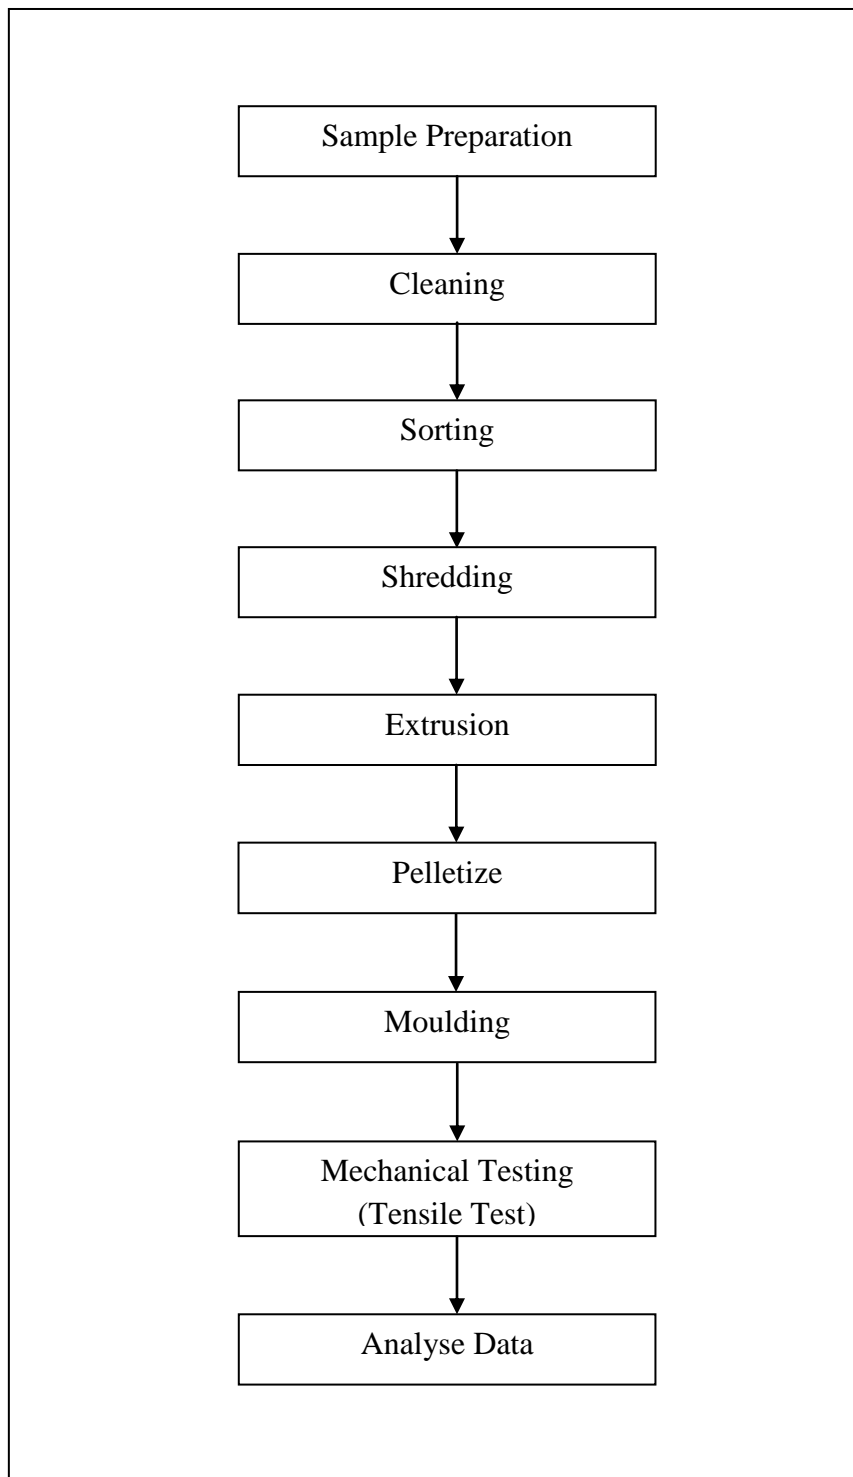 Sample Preparation
Cleaning
Sorting
Shredding
Extrusion
Pelletize
Moulding
Mechanical Testing
(Tensile Test)
Analyse Data